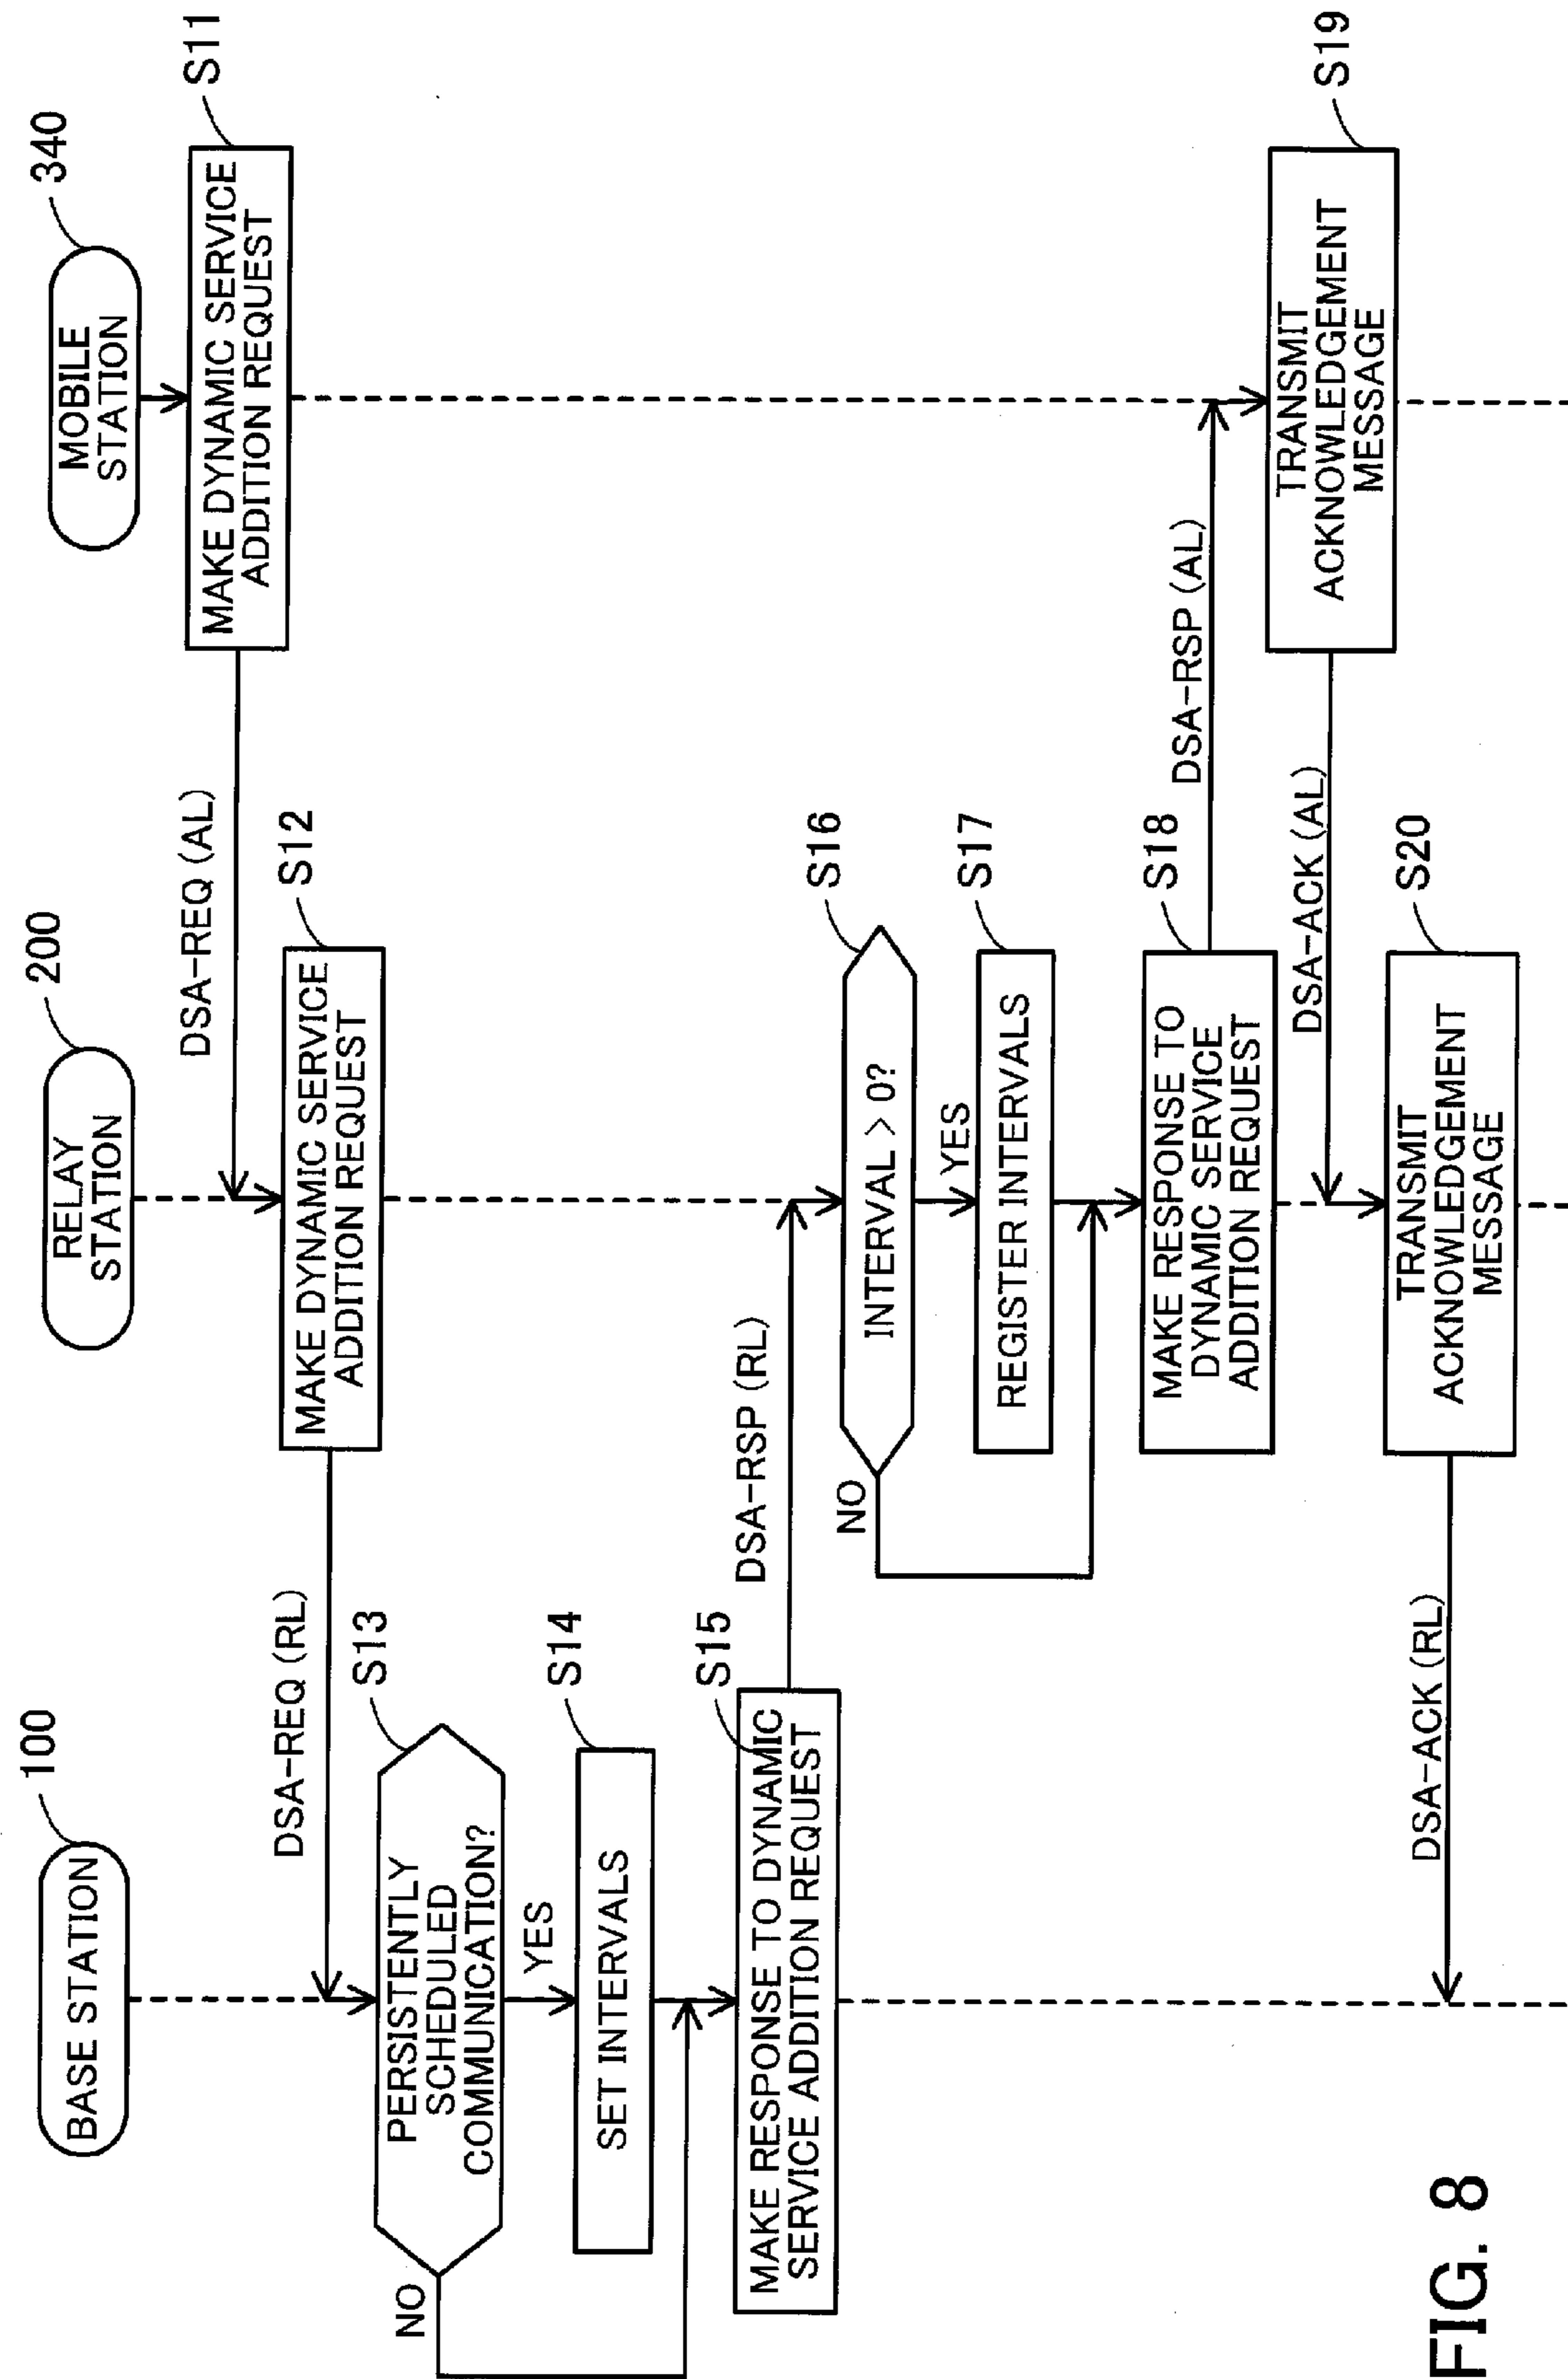 BASE STATION
100
RELAY
STATION
200
MOBILE
STATION
340
MAKE DYNAMIC SERVICE
ADDITION REQUEST
S11
DSA-REQ (AL)
MAKE DYNAMIC SERVICE
ADDITION REQUEST
S12
DSA-REQ (RL)
PERSISTENTLY
SCHEDULED
COMMUNICATION?
S13
NO
YES
SET INTERVALS
S14
MAKE RESPONSE TO DYNAMIC
SERVICE ADDITION REQUEST
S15
DSA-RSP (RL)
INTERVAL > 0?
S16
NO
YES
REGISTER INTERVALS
S17
MAKE RESPONSE TO
DYNAMIC SERVICE
ADDITION REQUEST
S18
DSA-RSP (AL)
TRANSMIT
ACKNOWLEDGEMENT
MESSAGE
S19
DSA-ACK (AL)
TRANSMIT
ACKNOWLEDGEMENT
MESSAGE
S20
DSA-ACK (RL)
FIG. 8